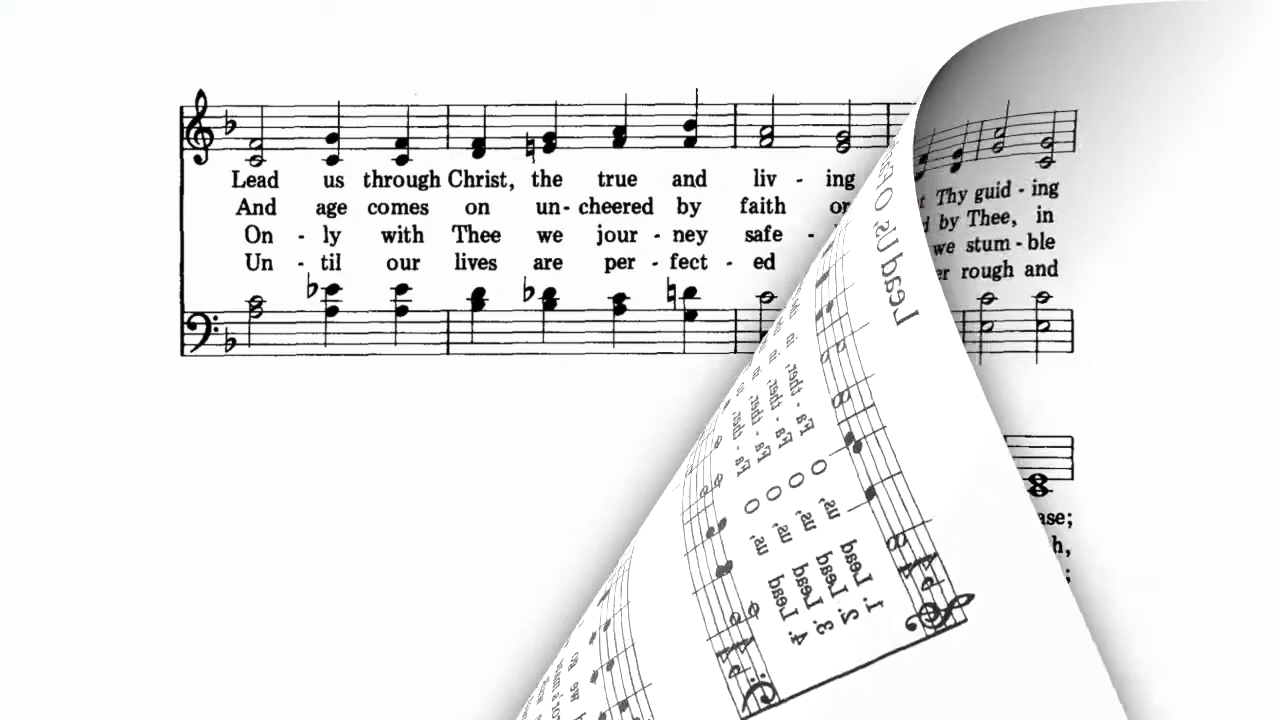 Lead us through Christ, the true and liv - ing
And age comes on un- cheered by faith or
On - ly with Thee we jour - ney safe -
Un - til our lives are per - fect - ed
Thy guid - ing
by Thee, in
we stum - ble
rough and
Lead Us O
1. Lead us, O Fa - ther, in
2. Lead us, O Fa - ther, in
3. Lead us, O Fa - ther, in
4. Lead us, O Fa - ther,